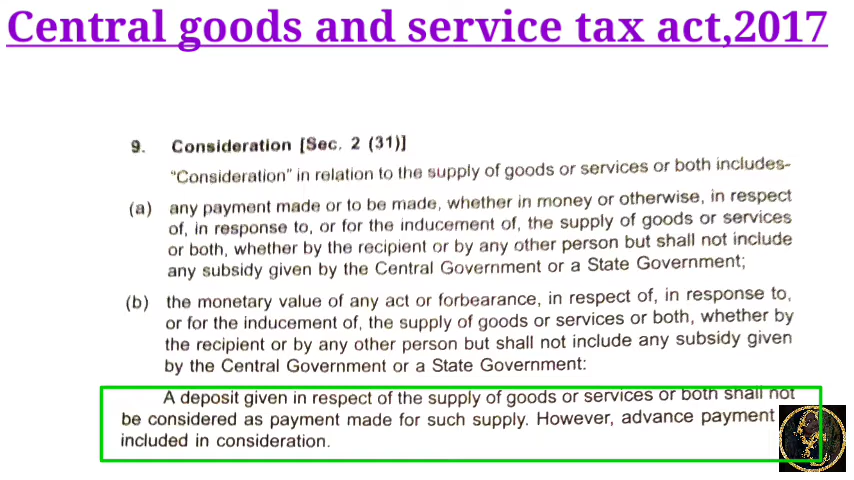 Central goods and service tax act,2017
9. Consideration [Sec. 2 (31)]
"Consideration" in relation to the supply of goods or services or both includes-
(a) any payment made or to be made, whether in money or otherwise, in respect
of, in response to, or for the inducement of, the supply of goods or services
or both, whether by the recipient or by any other person but shall not include
any subsidy given by the Central Government or a State Government;
(b) the monetary value of any act or forbearance, in respect of, in response to,
or for the inducement of, the supply of goods or services or both, whether by
the recipient or by any other person but shall not include any subsidy given
by the Central Government or a State Government:
A deposit given in respect of the supply of goods or services or both shall not
be considered as payment made for such supply. However, advance payment
included in consideration.